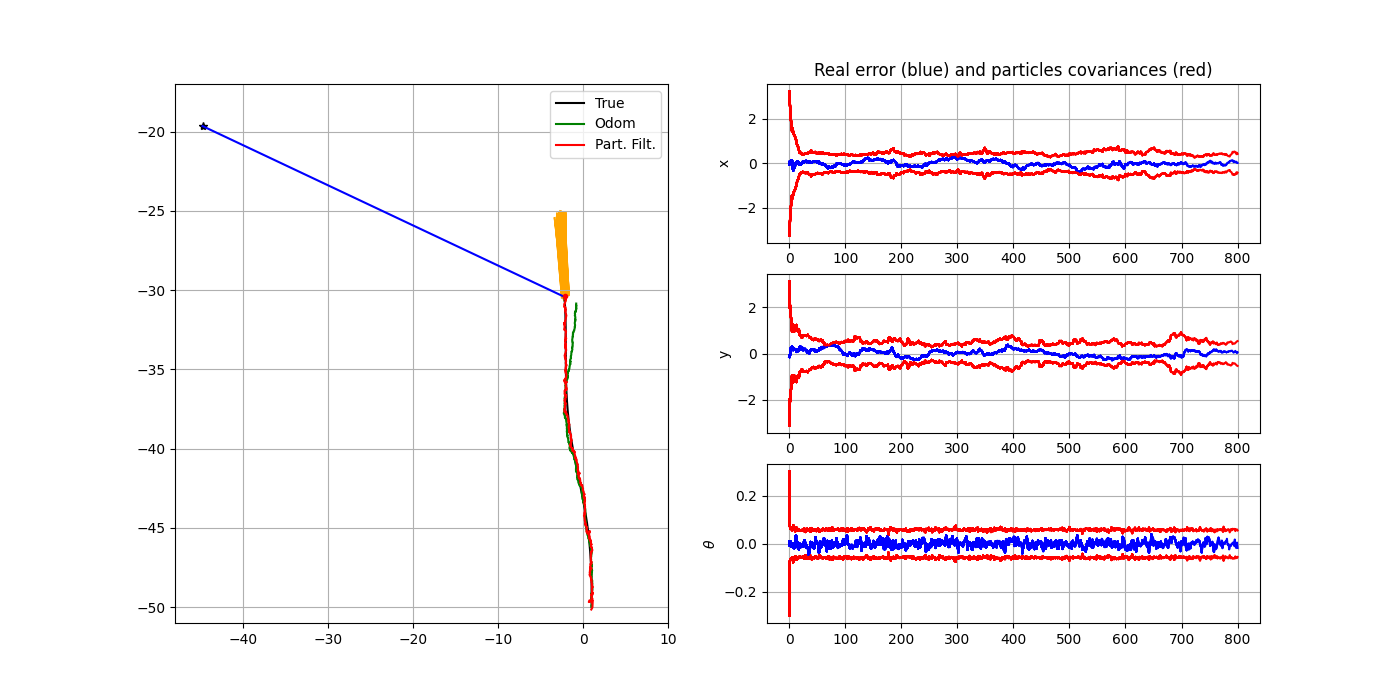 True
Odom
Part. Filt.
−20
−25
−30
−35
−40
−45
−50
−40
−30
−20
−10
0
10
Real error (blue) and particles covariances (red)
x
2
0
−2
0 100 200 300 400 500 600 700 800
y
2
0
−2
0 100 200 300 400 500 600 700 800
θ
0.2
0.0
−0.2
0 100 200 300 400 500 600 700 800